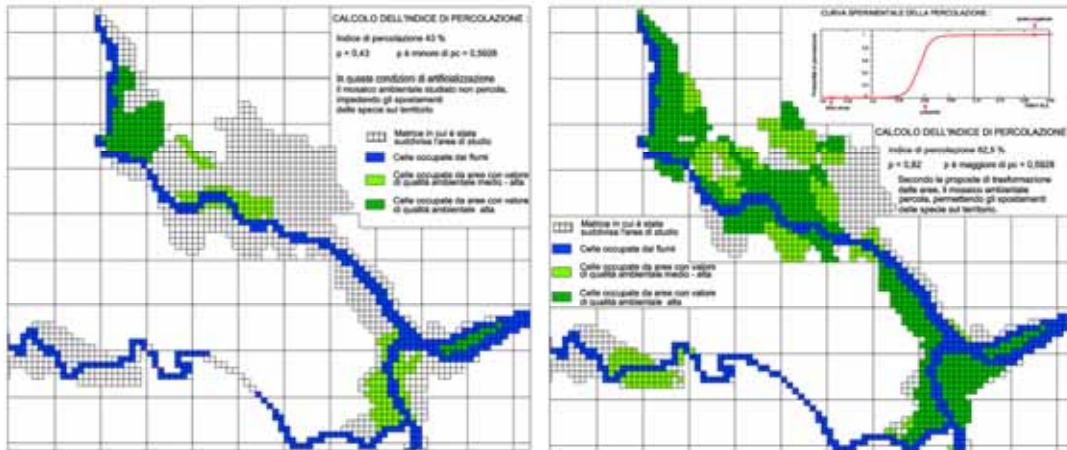 CALCOLO DELL'INDICE DI PERCOLAZIONE :
Indice di percolazione 43 %
p = 0,43 p è minore di pc = 0,5928
In queste condizioni di artificializzazione
il mosaico ambientale studiato non percola,
impedendo gli spostamenti
delle specie sul territorio
Matrice in cui è stata
suddivisa l'area di studio
Celle occupate dai fiumi
Celle occupate da aree con valore
di qualità ambientale medio - alta
Celle occupate da aree con valore
di qualità ambientale alta
CURVA SPERIMENTALE DELLA PERCOLAZIONE :
CALCOLO DELL'INDICE DI PERCOLAZIONE
Indice di percolazione 62,5 %
p = 0,62 p è maggiore di pc = 0,5928
Secondo le proposte di trasformazione
delle aree, il mosaico ambientale
percola, permettendo gli spostamenti
delle specie sul territorio.
Matrice in cui è stata
suddivisa l'area di studio
Celle occupate dai fiumi
Celle occupate da aree con valore
di qualità ambientale medio - alta
Celle occupate da aree con valore
di qualità ambientale alta